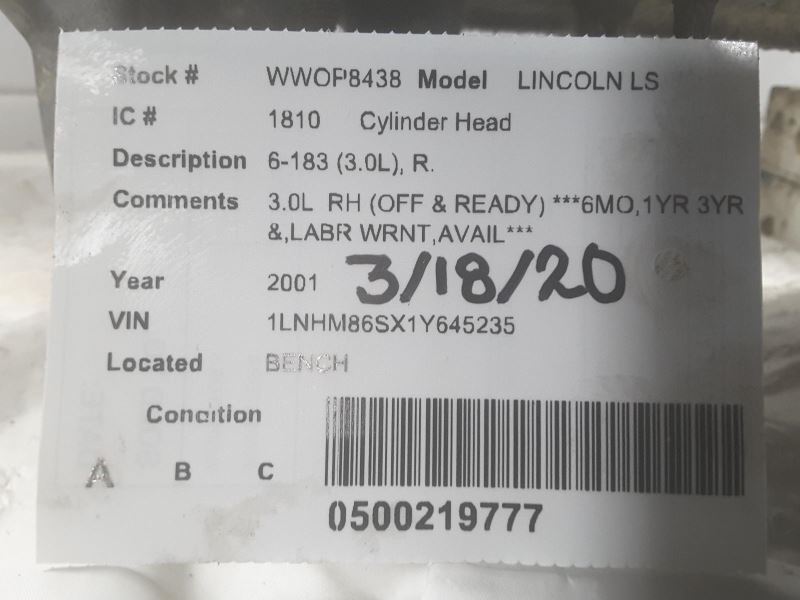 Stock # WWOP8438 Model LINCOLN LS
IC # 1810 Cylinder Head
Description 6-183 (3.0L), R.
Comments 3.0L RH (OFF & READY) ***6MO,1YR 3YR
&,LABR WRNT,AVAIL***
Year 2001 3/18/20
VIN 1LNHM86SX1Y645235
Located BENCH
Condition
A B C
0500219777